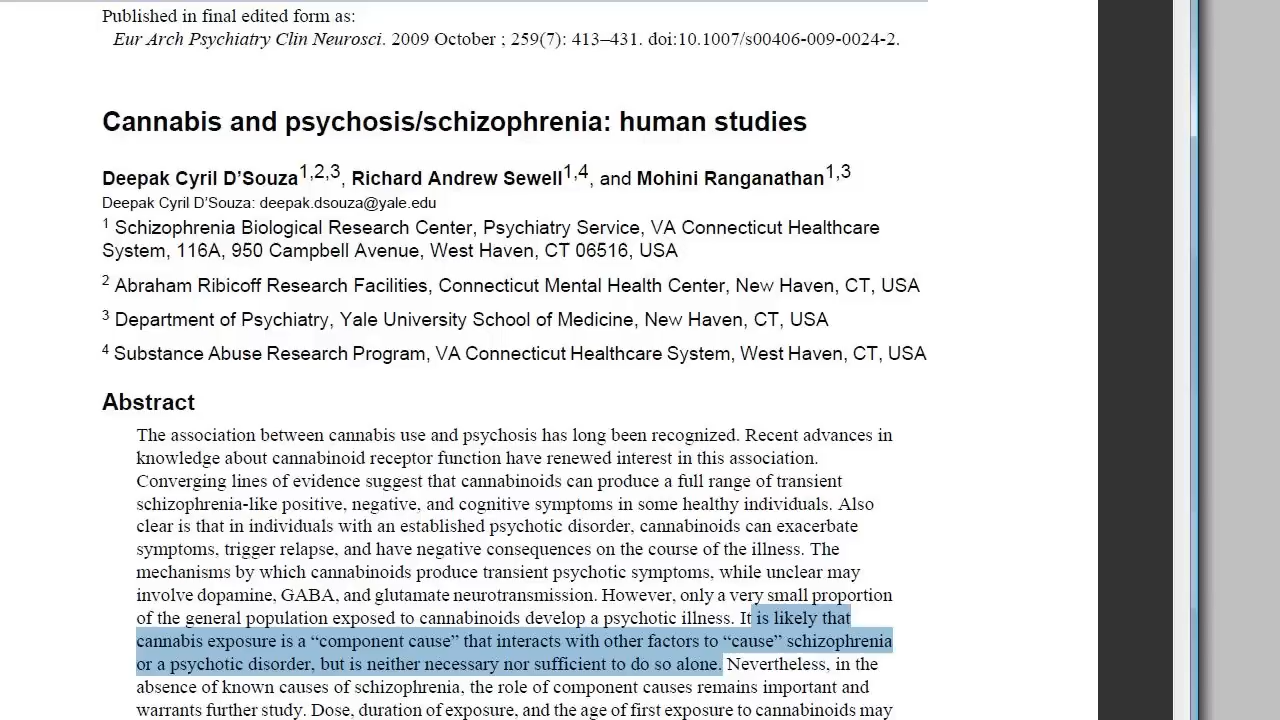 Published in final edited form as:
Eur Arch Psychiatry Clin Neurosci. 2009 October ; 259(7): 413–431. doi:10.1007/s00406-009-0024-2.
Cannabis and psychosis/schizophrenia: human studies
Deepak Cyril D’Souza1,2,3, Richard Andrew Sewell1,4, and Mohini Ranganathan1,3
Deepak Cyril D’Souza: deepak.dsouza@yale.edu
1 Schizophrenia Biological Research Center, Psychiatry Service, VA Connecticut Healthcare
System, 116A, 950 Campbell Avenue, West Haven, CT 06516, USA
2 Abraham Ribicoff Research Facilities, Connecticut Mental Health Center, New Haven, CT, USA
3 Department of Psychiatry, Yale University School of Medicine, New Haven, CT, USA
4 Substance Abuse Research Program, VA Connecticut Healthcare System, West Haven, CT, USA
Abstract
The association between cannabis use and psychosis has long been recognized. Recent advances in
knowledge about cannabinoid receptor function have renewed interest in this association.
Converging lines of evidence suggest that cannabinoids can produce a full range of transient
schizophrenia-like positive, negative, and cognitive symptoms in some healthy individuals. Also
clear is that in individuals with an established psychotic disorder, cannabinoids can exacerbate
symptoms, trigger relapse, and have negative consequences on the course of the illness. The
mechanisms by which cannabinoids produce transient psychotic symptoms, while unclear may
involve dopamine, GABA, and glutamate neurotransmission. However, only a very small proportion
of the general population exposed to cannabinoids develop a psychotic illness. It is likely that
cannabis exposure is a “component cause” that interacts with other factors to “cause” schizophrenia
or a psychotic disorder, but is neither necessary nor sufficient to do so alone. Nevertheless, in the
absence of known causes of schizophrenia, the role of component causes remains important and
warrants further study. Dose, duration of exposure, and the age of first exposure to cannabinoids may